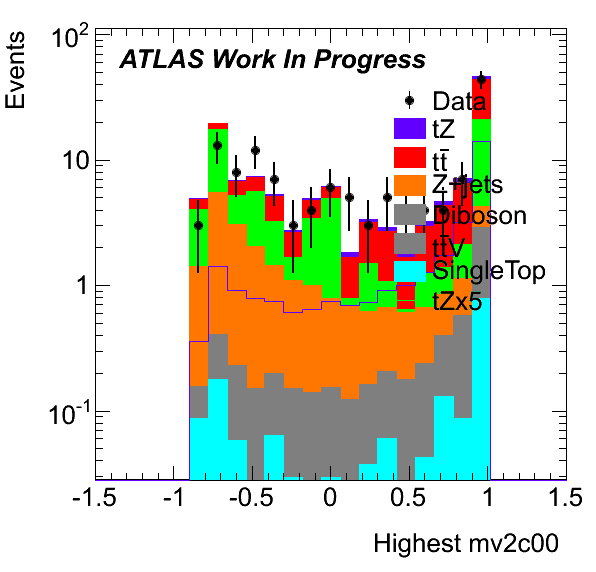 Events
10²
10
1
10⁻¹
ATLAS Work In Progress
Data
tZ
tt̄
Z+jets
Diboson
tt̄V
SingleTop
tZx5
-1.5 -1 -0.5 0 0.5 1 1.5
Highest mv2c00